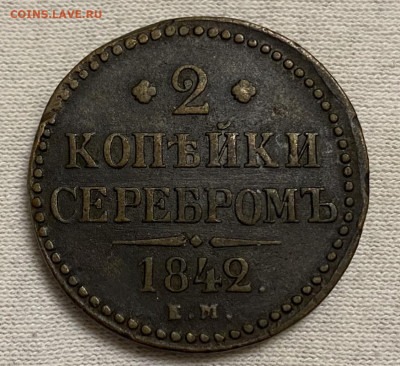 COINS.LAVE.RU
2
КОПѢЙКИ
СЕРЕБРОМЪ
1842.
Е.М.